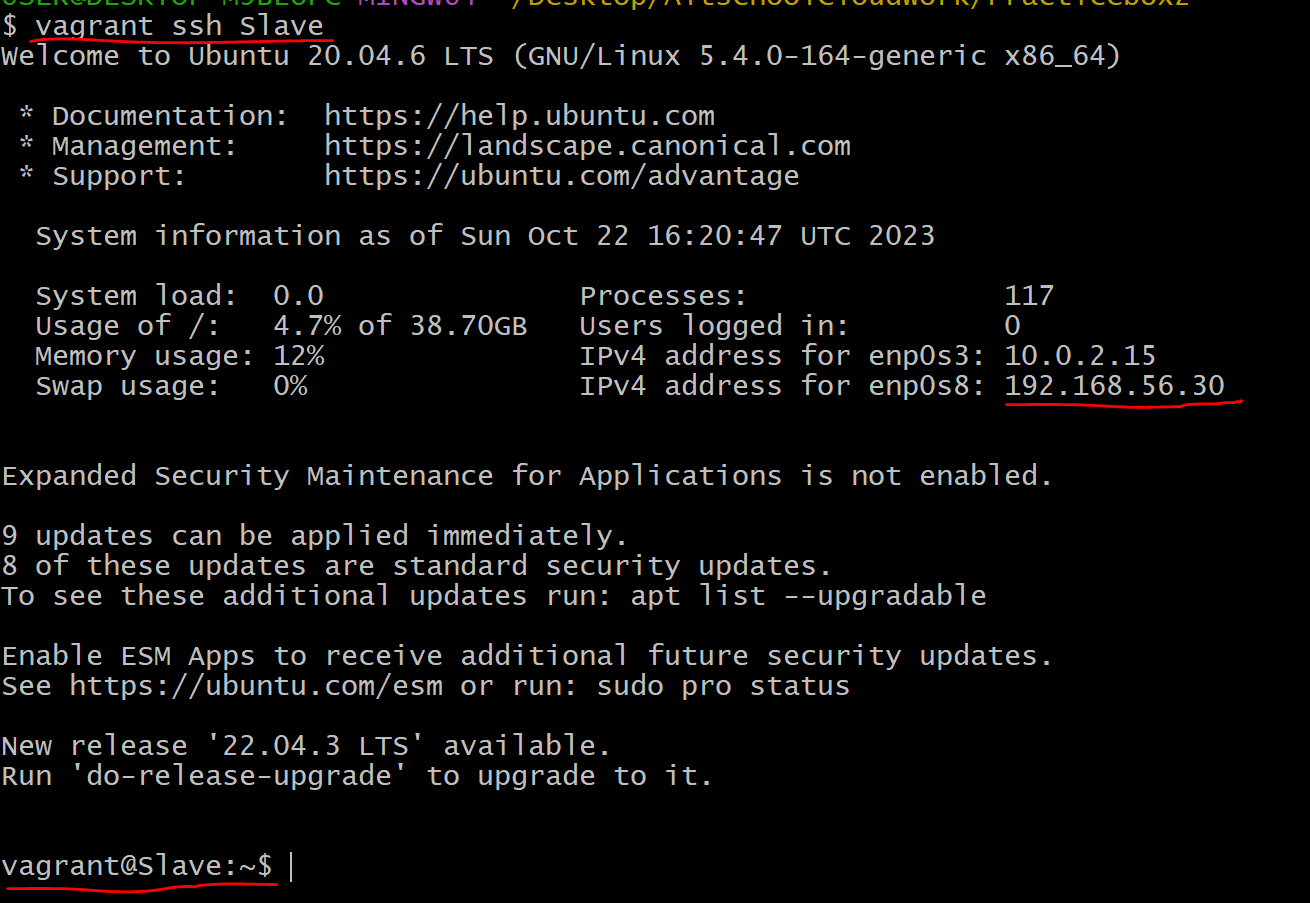 $ vagrant ssh Slave
Welcome to Ubuntu 20.04.6 LTS (GNU/Linux 5.4.0-164-generic x86_64)
* Documentation: https://help.ubuntu.com
* Management: https://landscape.canonical.com
* Support: https://ubuntu.com/advantage
System information as of Sun Oct 22 16:20:47 UTC 2023
System load: 0.0 Processes: 117
Usage of /: 4.7% of 38.70GB Users logged in: 0
Memory usage: 12% IPv4 address for enp0s3: 10.0.2.15
Swap usage: 0% IPv4 address for enp0s8: 192.168.56.30
Expanded Security Maintenance for Applications is not enabled.
9 updates can be applied immediately.
8 of these updates are standard security updates.
To see these additional updates run: apt list --upgradable
Enable ESM Apps to receive additional future security updates.
See https://ubuntu.com/esm or run: sudo pro status
New release '22.04.3 LTS' available.
Run 'do-release-upgrade' to upgrade to it.
vagrant@Slave:~$